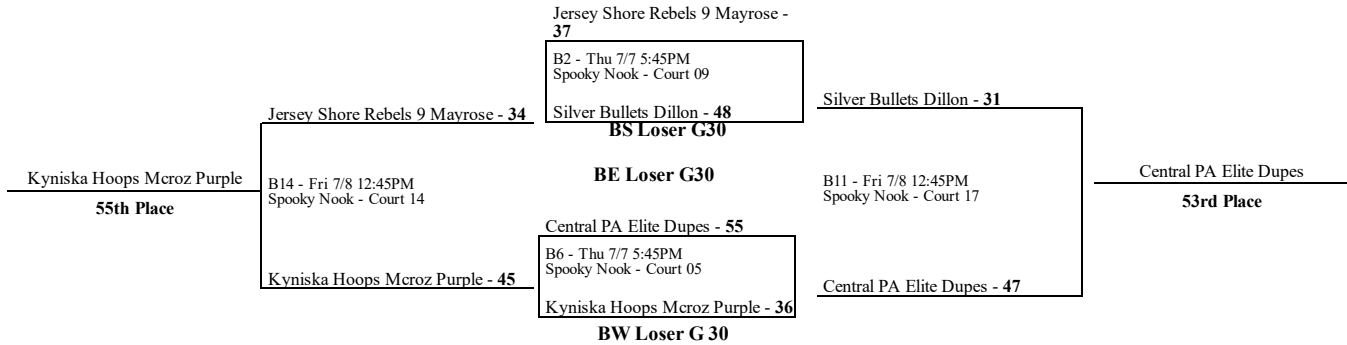 Jersey Shore Rebels 9 Mayrose -
37
B2 - Thu 7/7 5:45PM
Spooky Nook - Court 09
Silver Bullets Dillon - 48
BS Loser G30
Jersey Shore Rebels 9 Mayrose - 34
Silver Bullets Dillon - 31
BE Loser G30
Kyniska Hoops Mcroz Purple
55th Place
B14 - Fri 7/8 12:45PM
Spooky Nook - Court 14
B11 - Fri 7/8 12:45PM
Spooky Nook - Court 17
Central PA Elite Dupes
53rd Place
Central PA Elite Dupes - 55
B6 - Thu 7/7 5:45PM
Spooky Nook - Court 05
Kyniska Hoops Mcroz Purple - 36
BW Loser G 30
Kyniska Hoops Mcroz Purple - 45
Central PA Elite Dupes - 47